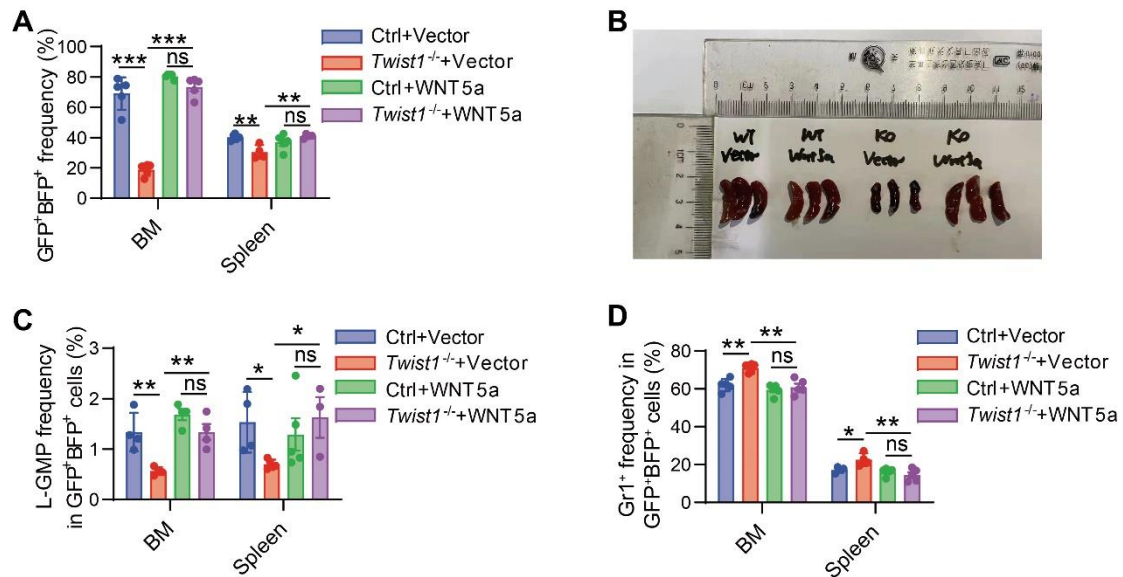 A
GFP⁺BFP⁺ frequency (%)
100
80
60
40
20
0
***
***
ns
**
**
ns
BM
Spleen
Ctrl+Vector
Twist1⁻/⁻+Vector
Ctrl+WNT5a
Twist1⁻/⁻+WNT5a
B
WT
Vector
WT
Wnt5a
KO
Vector
KO
Wnt5a
C
L-GMP frequency
in GFP⁺BFP⁺ cells (%)
3
2
1
0
**
**
ns
*
*
ns
BM
Spleen
Ctrl+Vector
Twist1⁻/⁻+Vector
Ctrl+WNT5a
Twist1⁻/⁻+WNT5a
D
Gr1⁺ frequency in
GFP⁺BFP⁺ cells (%)
80
60
40
20
0
**
**
ns
*
**
ns
BM
Spleen
Ctrl+Vector
Twist1⁻/⁻+Vector
Ctrl+WNT5a
Twist1⁻/⁻+WNT5a